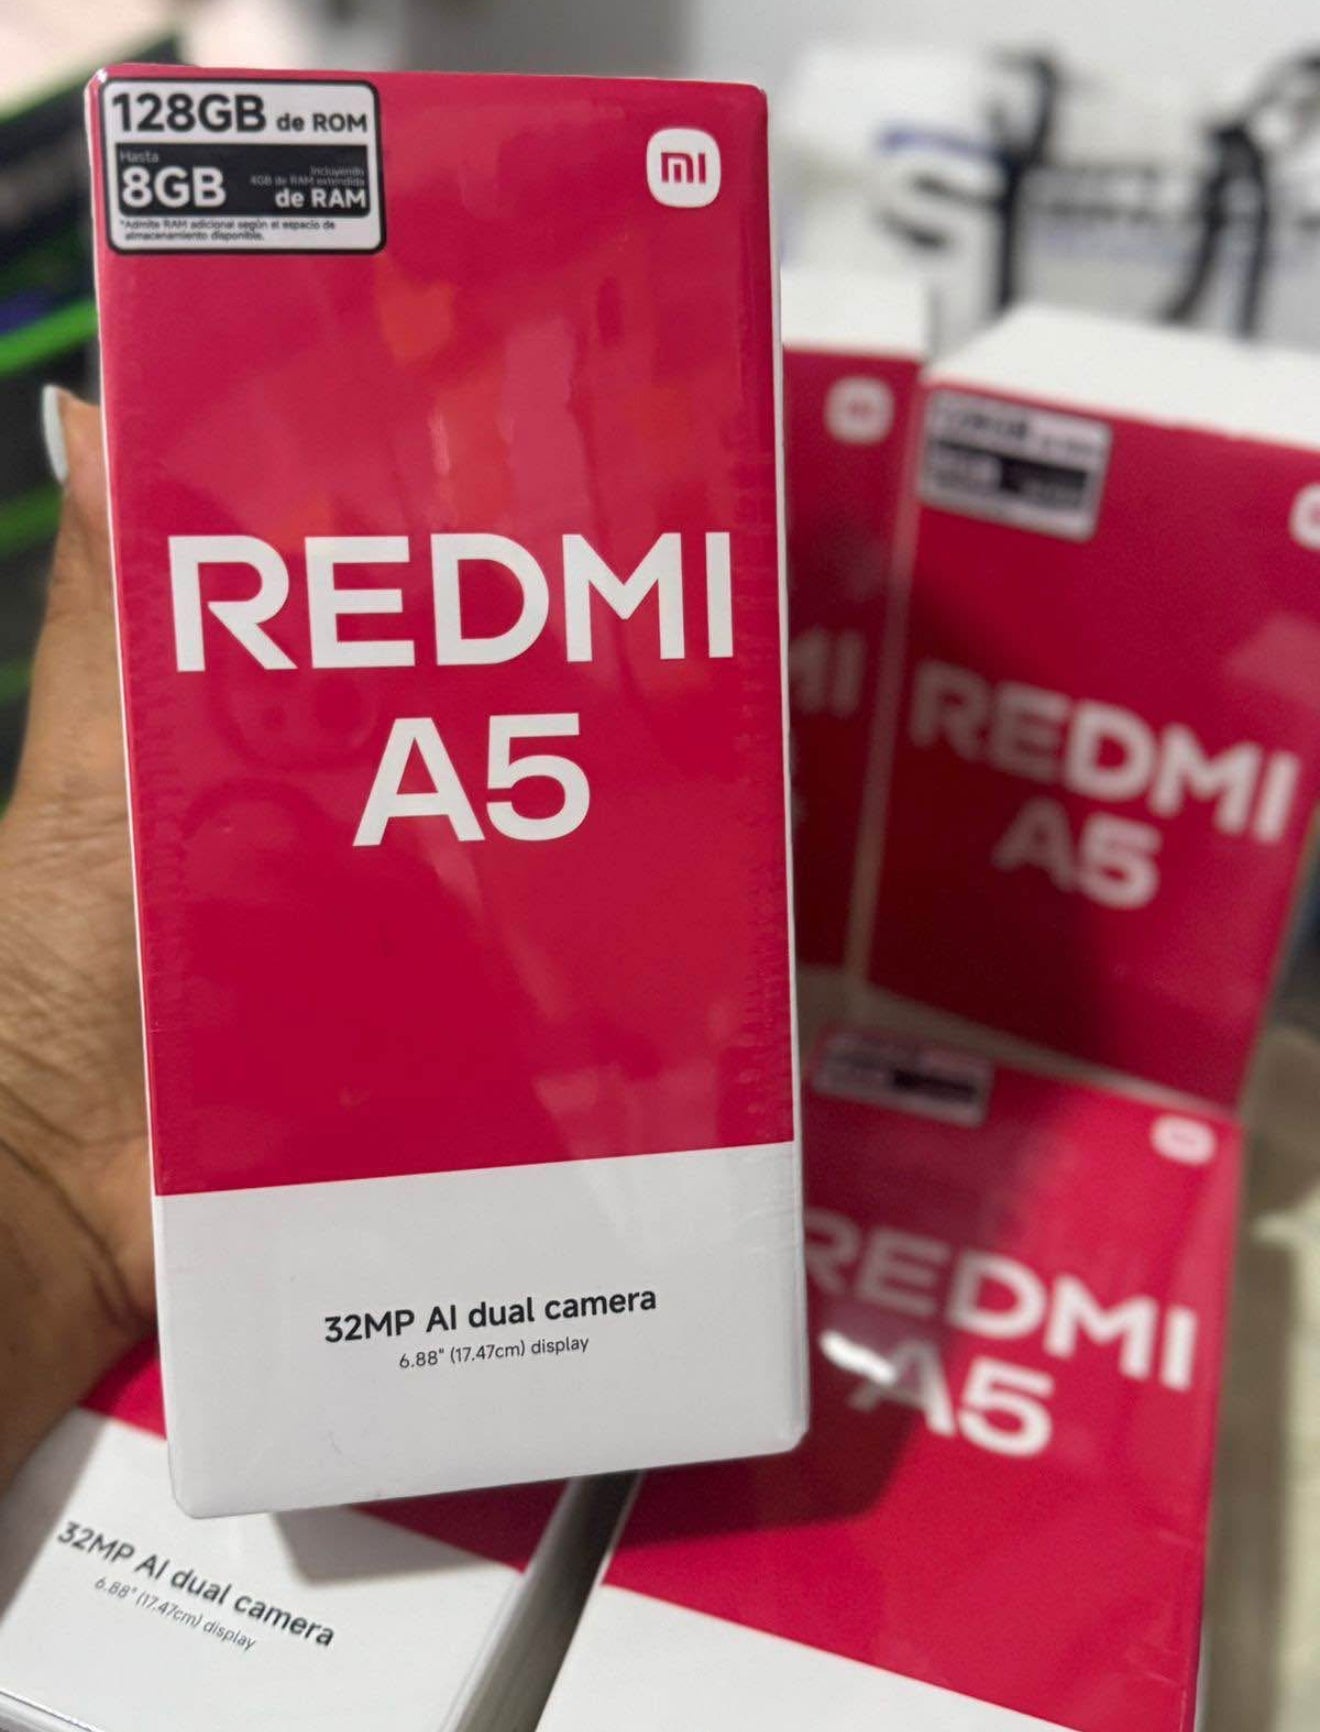 128GB de ROM
Hasta
8GB
Incluyendo
4GB de RAM extendida
de RAM
*Admite RAM adicional según el espacio de
almacenamiento disponible.
mi
REDMI
A5
32MP AI dual camera
6.88" (17.47cm) display
MI
REDMI
A5
REDMI
A5
32MP AI dual camera
6.88" (17.47cm) display